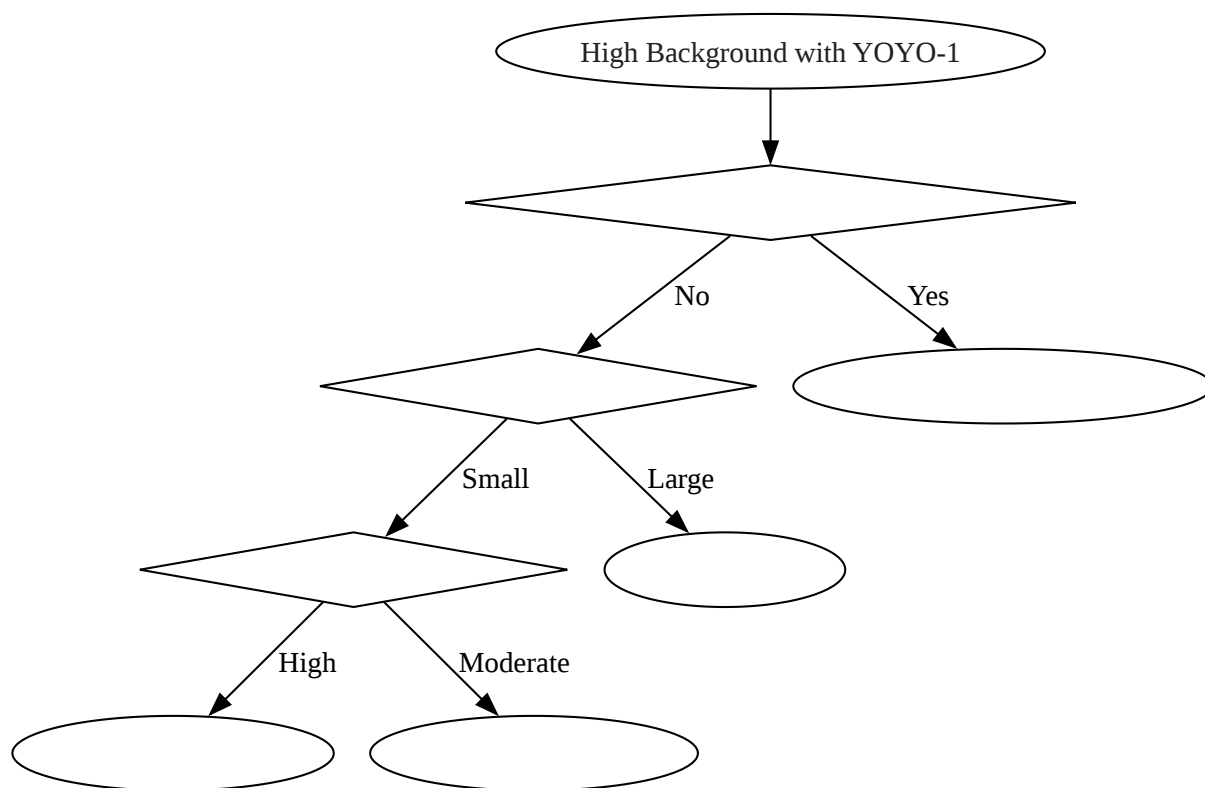 High Background with YOYO-1
No
Yes
Small
Large
High
Moderate